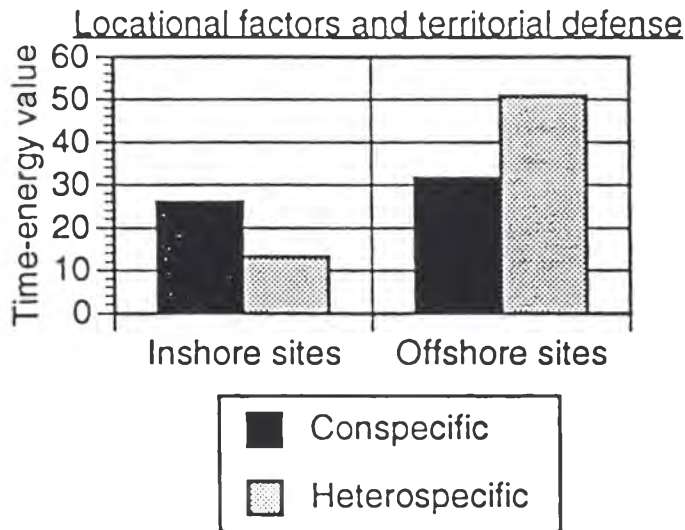 Locational factors and territorial defense
Time-energy value
60
50
40
30
20
10
0
Inshore sites
Offshore sites
Conspecific
Heterospecific